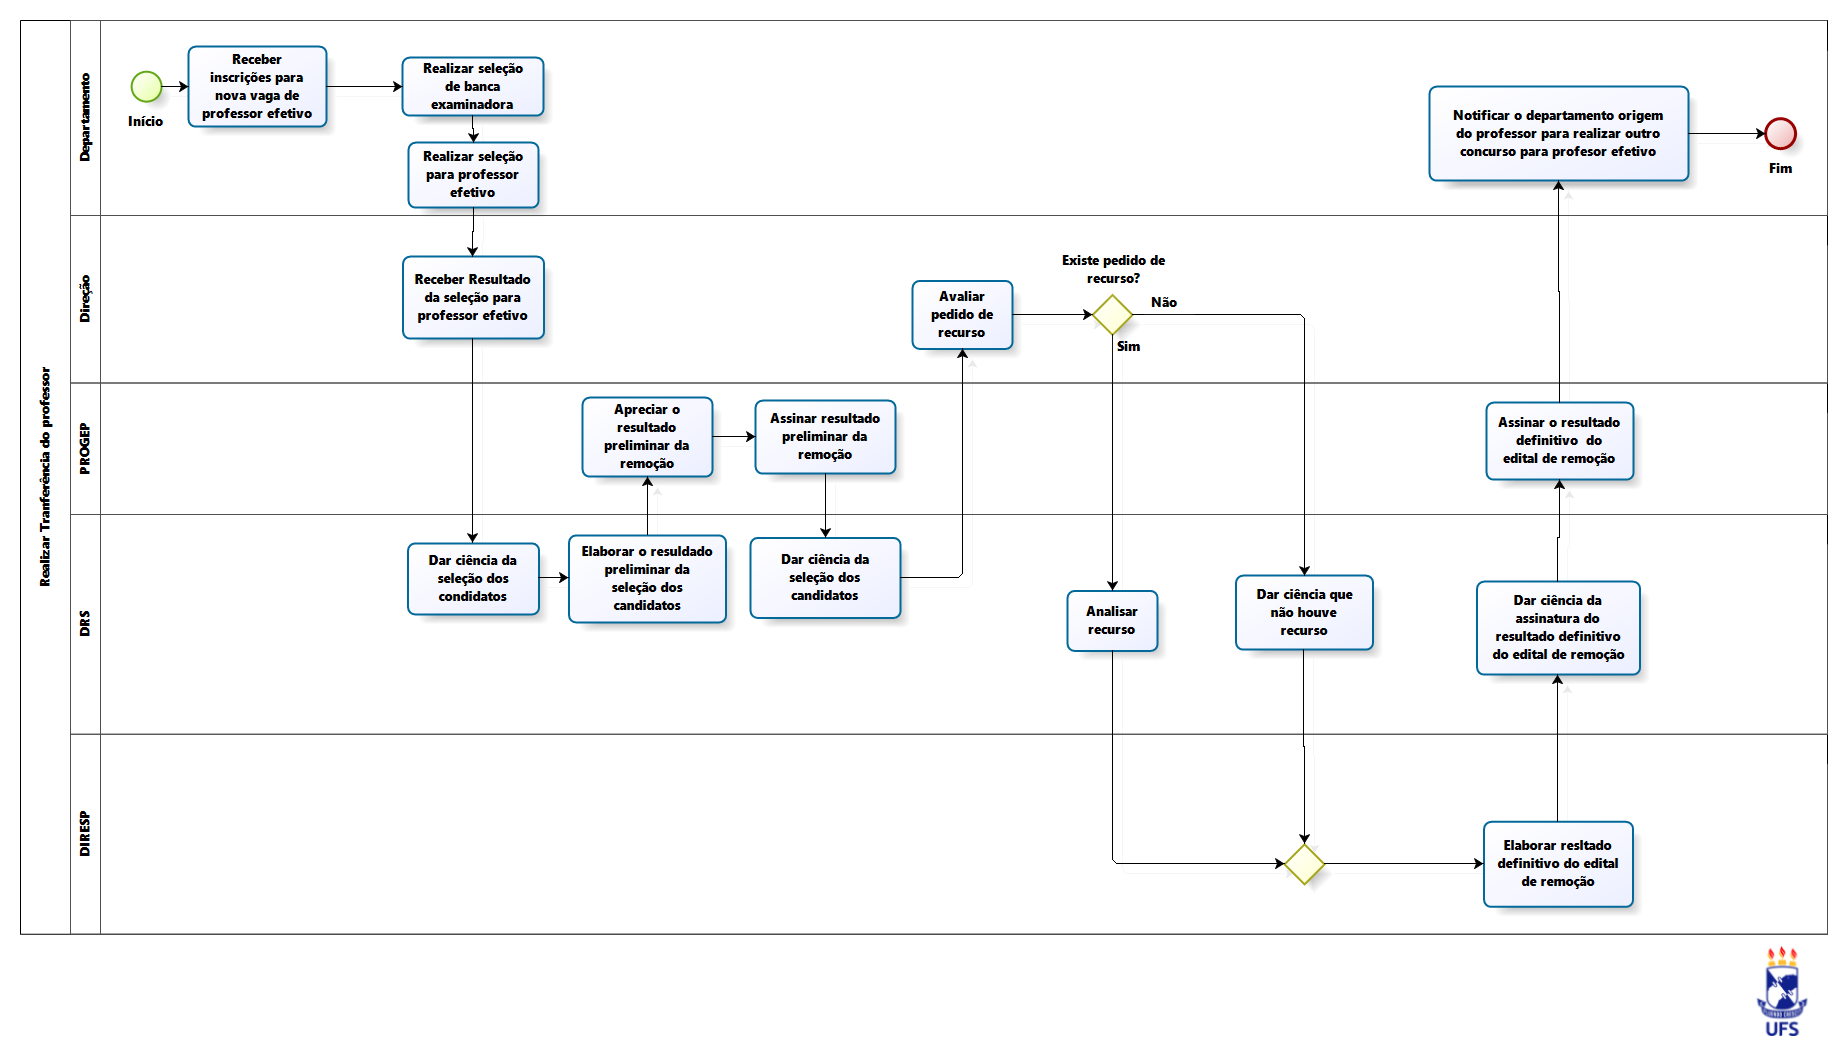 Realizar Tranferência do professor
Departamento
Início
Receber
inscrições para
nova vaga de
professor efetivo
Realizar seleção
de banca
examinadora
Realizar seleção
para professor
efetivo
Notificar o departamento origem
do professor para realizar outro
concurso para profesor efetivo
Fim
Direção
Receber Resultado
da seleção para
professor efetivo
Avaliar
pedido de
recurso
Existe pedido de
recurso?
Não
Sim
PROGEP
Apreciar o
resultado
preliminar da
remoção
Assinar resultado
preliminar da
remoção
Assinar o resultado
definitivo do
edital de remoção
DRS
Dar ciência da
seleção dos
condidatos
Elaborar o resuldado
preliminar da
seleção dos
candidatos
Dar ciência da
seleção dos
candidatos
Analisar
recurso
Dar ciência que
não houve
recurso
Dar ciência da
assinatura do
resultado definitivo
do edital de remoção
DIRESP
Elaborar resltado
definitivo do edital
de remoção
UFS